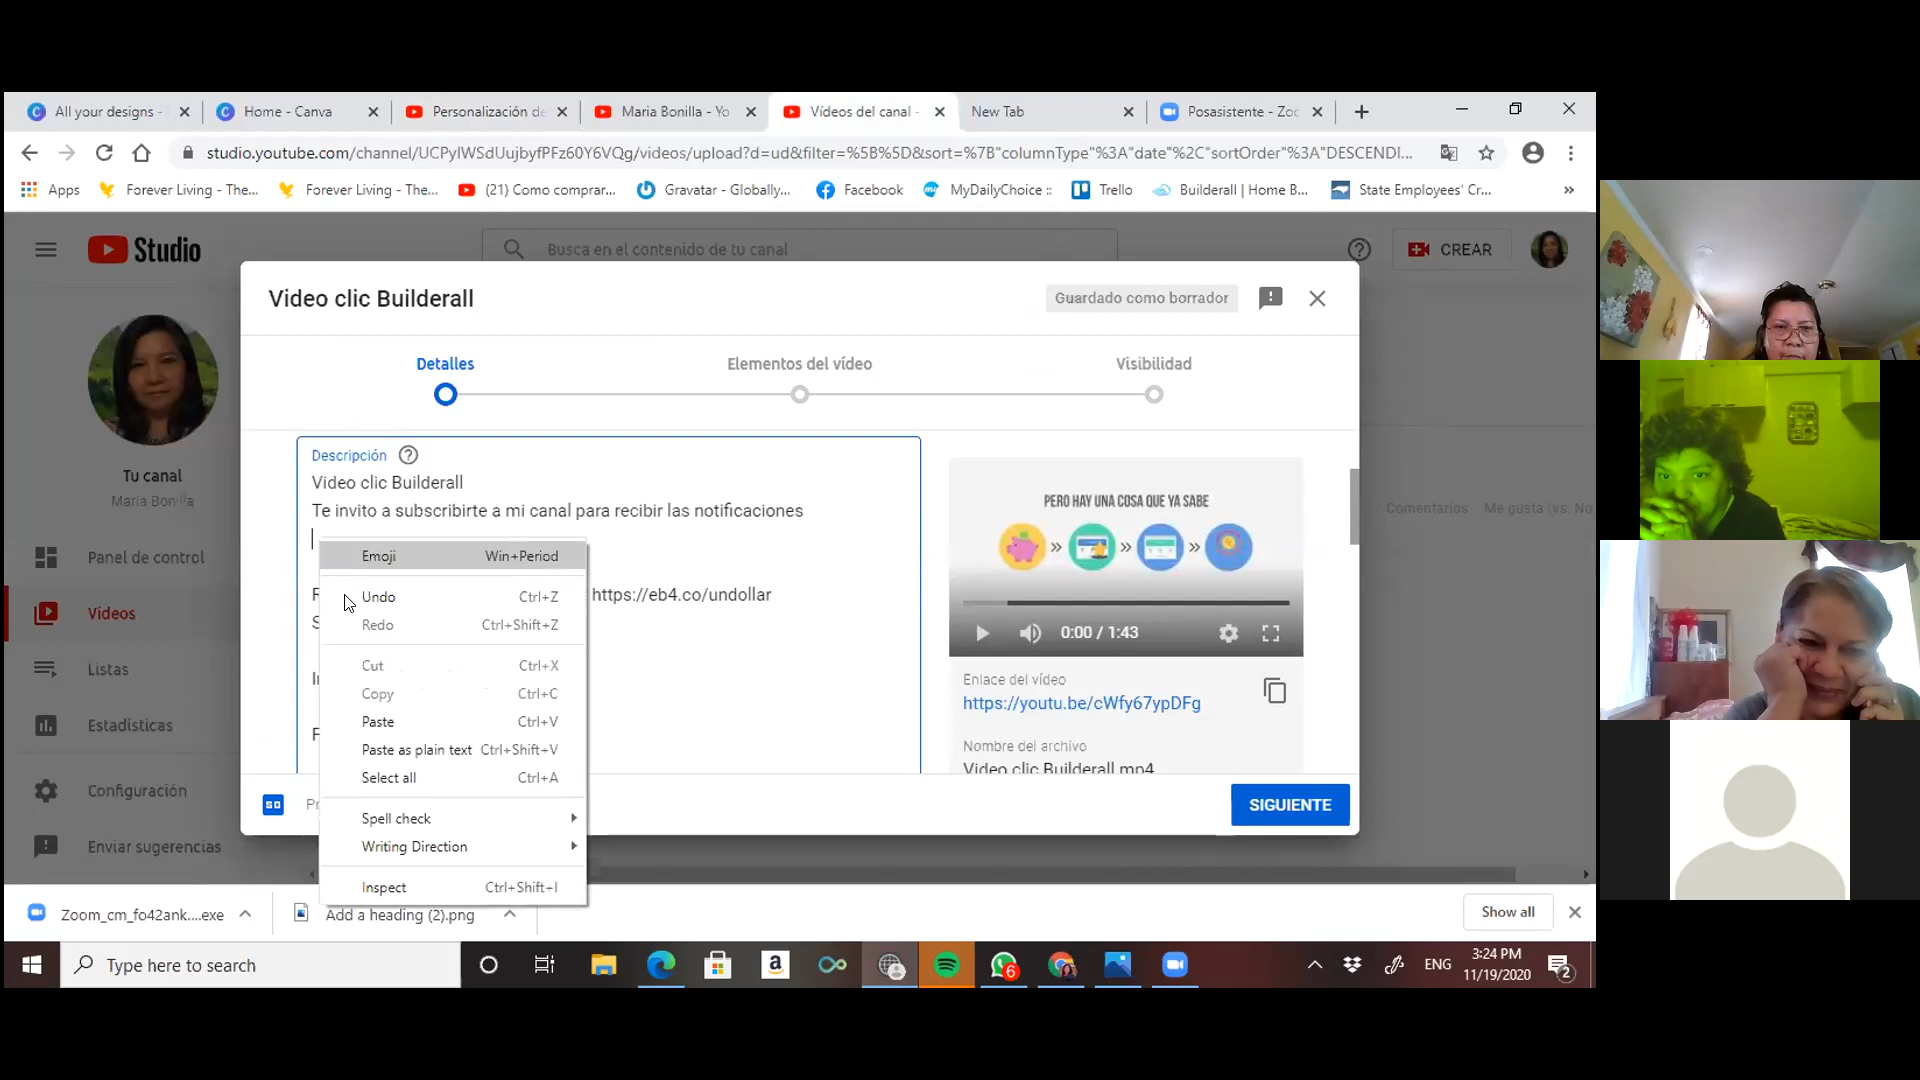 All your designs -
Home - Canva
Personalización de
Maria Bonilla - Yo
Vídeos del canal -
New Tab
Posasistente - Zoo
studio.youtube.com/channel/UCPyIWSdUujbyfPFz60Y6VQg/videos/upload?d=ud&filter=%5B%5D&sort=%7B"columnType"%3A"date"%2C"sortOrder"%3A"DESCENDI...
Apps
Forever Living - The...
Forever Living - The...
(21) Como comprar...
Gravatar - Globally...
Facebook
MyDailyChoice ::
Trello
Builderall | Home B...
State Employees' Cr...
Studio
Busca en el contenido de tu canal
CREAR
Video clic Builderall
Guardado como borrador
Detalles
Elementos del vídeo
Visibilidad
Tu canal
Maria Bonilla
Panel de control
Vídeos
Listas
Estadísticas
Configuración
Enviar sugerencias
Descripción
Video clic Builderall
Te invito a subscribirte a mi canal para recibir las notificaciones
https://eb4.co/undollar
Emoji Win+Period
Undo Ctrl+Z
Redo Ctrl+Shift+Z
Cut Ctrl+X
Copy Ctrl+C
Paste Ctrl+V
Paste as plain text Ctrl+Shift+V
Select all Ctrl+A
Spell check
Writing Direction
Inspect Ctrl+Shift+I
PERO HAY UNA COSA QUE YA SABE
0:00 / 1:43
Enlace del vídeo
https://youtu.be/cWfy67ypDFg
Nombre del archivo
Video clic Builderall.mp4
Comentarios
Me gusta (vs. No
SD
SIGUIENTE
Zoom_cm_fo42ank....exe
Add a heading (2).png
Show all
Type here to search
6
ENG
3:24 PM
11/19/2020
2